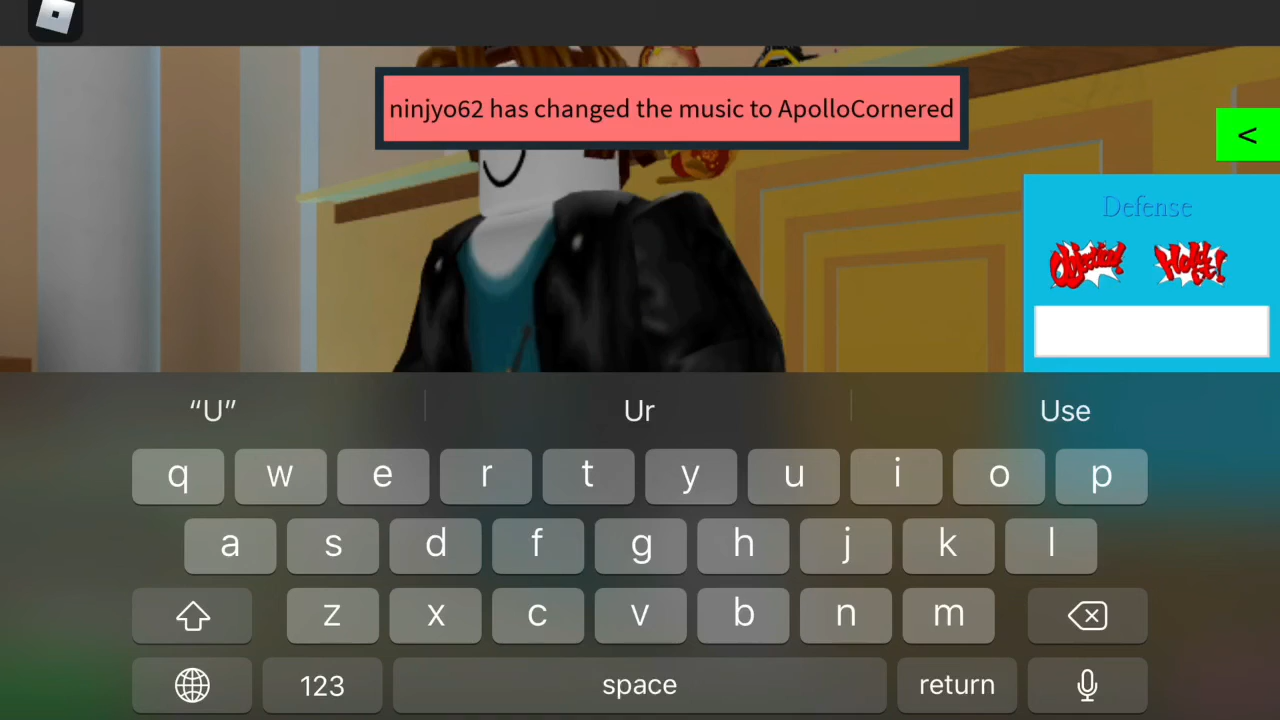 ninjyo62 has changed the music to ApolloCornered
<
Defense
Objection! Hold it!
“U” Ur Use
q w e r t y u i o p
a s d f g h j k l
z x c v b n m
123 space return